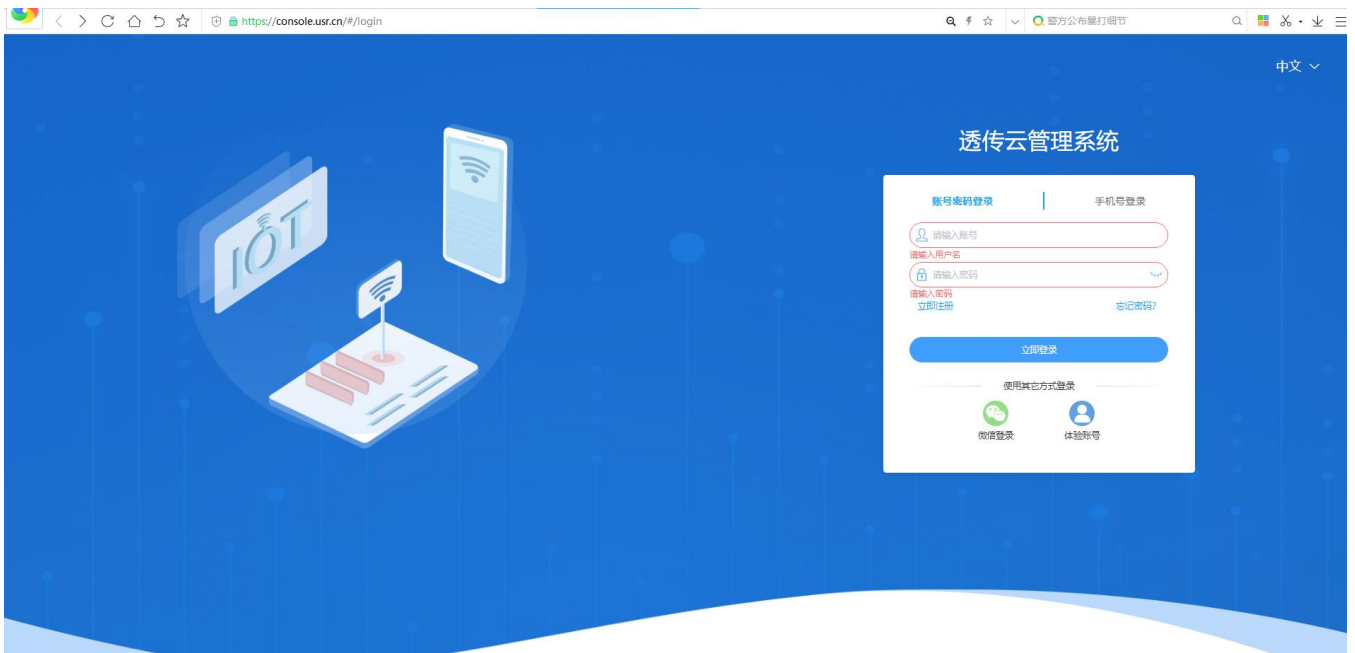 https://console.usr.cn/#/login
警方公布暴打细节
中文
IOT
透传云管理系统
账号密码登录
手机号登录
请输入账号
请输入用户名
请输入密码
请输入密码
立即注册
忘记密码?
立即登录
使用其它方式登录
微信登录
体验账号